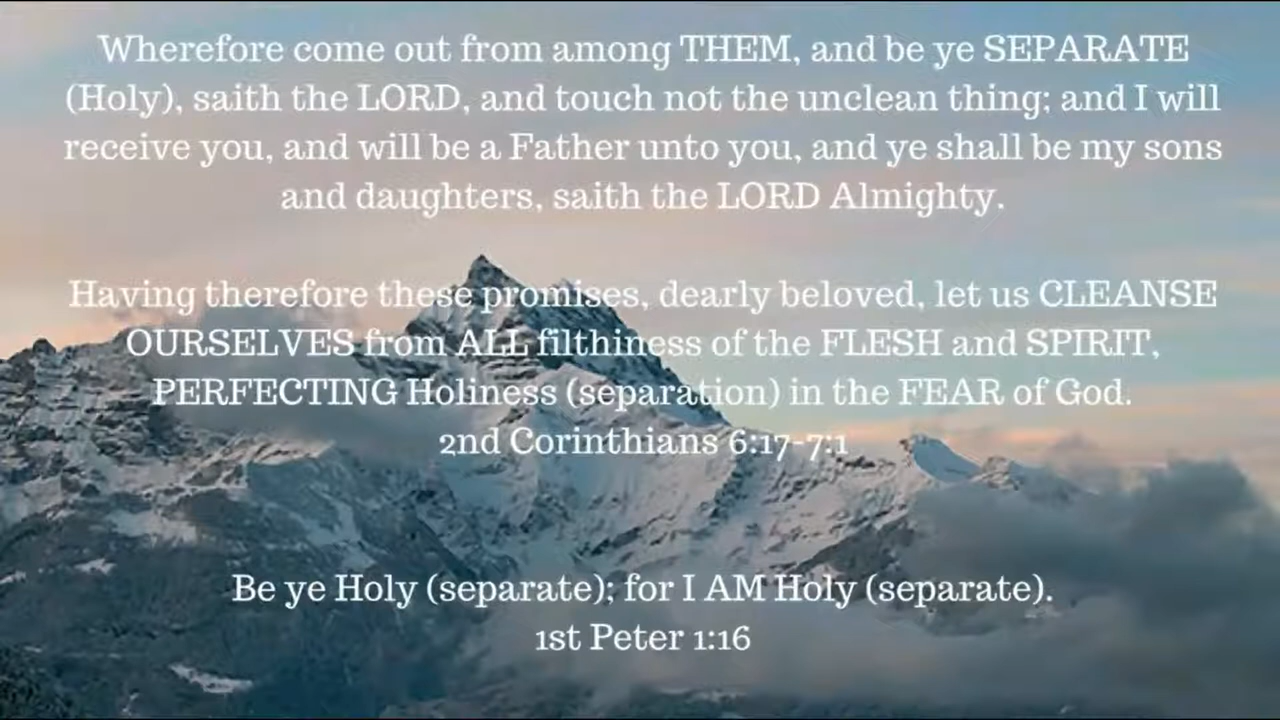 Wherefore come out from among THEM, and be ye SEPARATE
(Holy), saith the LORD, and touch not the unclean thing; and I will
receive you, and will be a Father unto you, and ye shall be my sons
and daughters, saith the LORD Almighty.
Having therefore these promises, dearly beloved, let us CLEANSE
OURSELVES from ALL filthiness of the FLESH and SPIRIT,
PERFECTING Holiness (separation) in the FEAR of God.
2nd Corinthians 6:17-7:1
Be ye Holy (separate); for I AM Holy (separate).
1st Peter 1:16